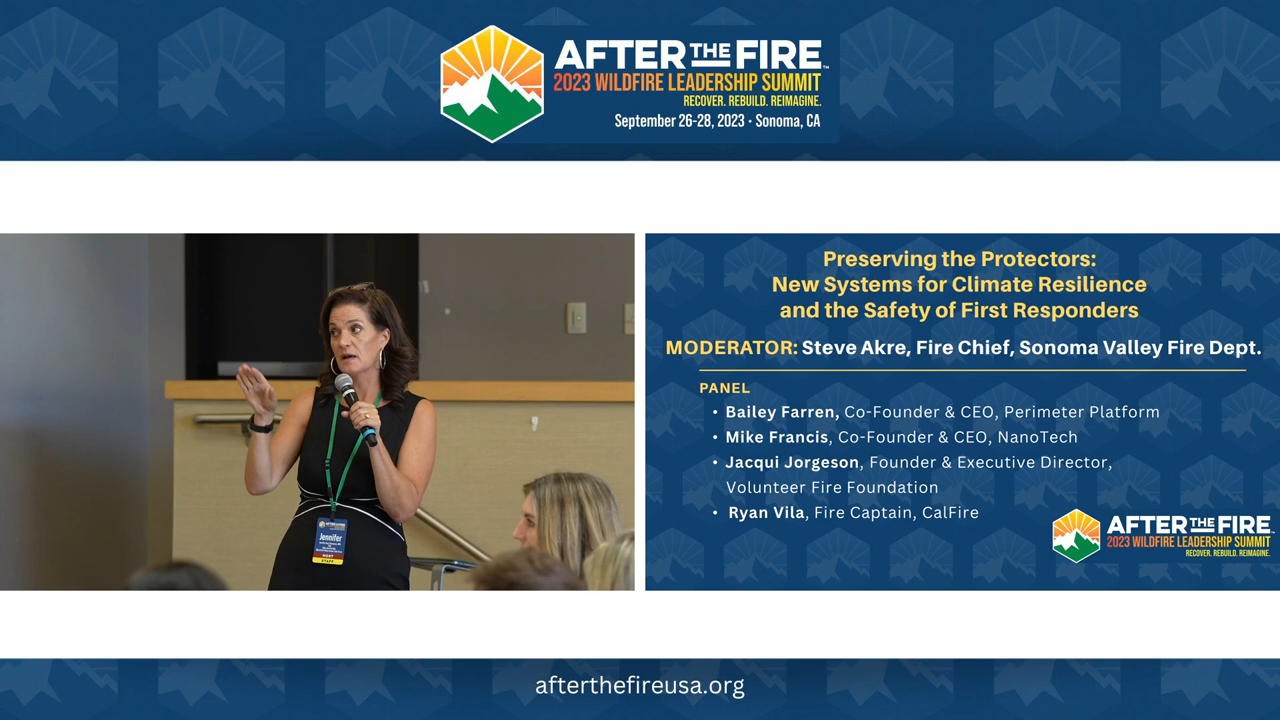 AFTER THE FIRE™
2023 WILDFIRE LEADERSHIP SUMMIT
RECOVER. REBUILD. REIMAGINE.
September 26-28, 2023 • Sonoma, CA
Jennifer
HOST
STAFF
Preserving the Protectors:
New Systems for Climate Resilience
and the Safety of First Responders
MODERATOR: Steve Akre, Fire Chief, Sonoma Valley Fire Dept.
PANEL
• Bailey Farren, Co-Founder & CEO, Perimeter Platform
• Mike Francis, Co-Founder & CEO, NanoTech
• Jacqui Jorgeson, Founder & Executive Director,
Volunteer Fire Foundation
• Ryan Vila, Fire Captain, CalFire
AFTER THE FIRE™
2023 WILDFIRE LEADERSHIP SUMMIT
RECOVER. REBUILD. REIMAGINE.
afterthefireusa.org